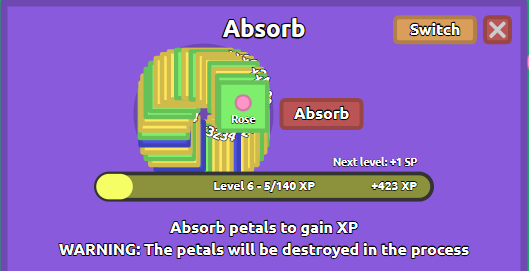 Absorb
Switch
Rose
Absorb
Next level: +1 SP
Level 6 - 5/140 XP
+423 XP
Absorb petals to gain XP
WARNING: The petals will be destroyed in the process